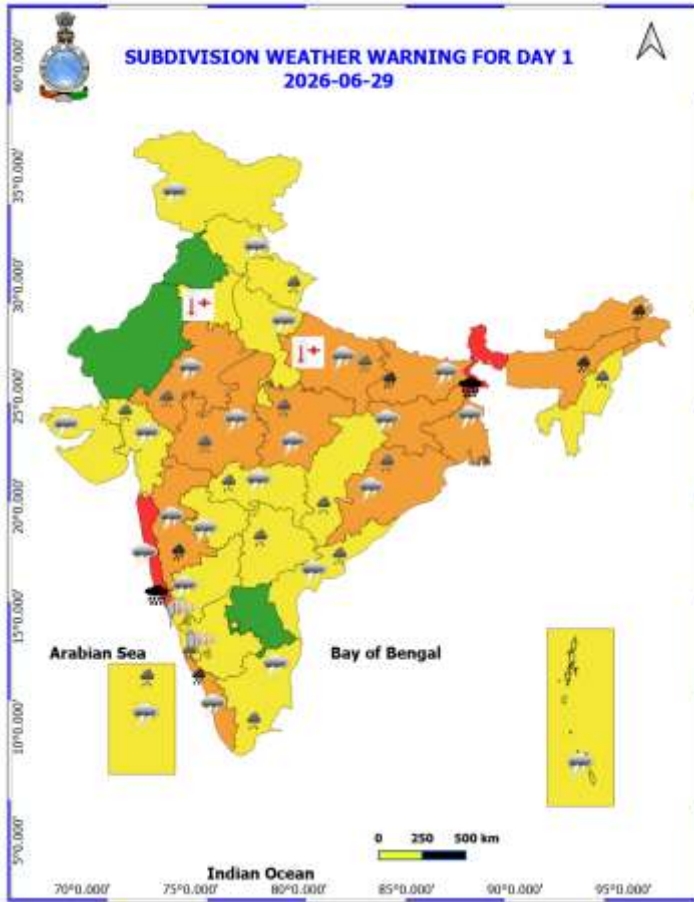 SUBDIVISION WEATHER WARNING FOR DAY 1
2026-06-29
40°0.000'
35°0.000'
30°0.000'
25°0.000'
20°0.000'
15°0.000'
10°0.000'
5°0.000'
Arabian Sea
Bay of Bengal
0 250 500 km
Indian Ocean
70°0.000' 75°0.000' 80°0.000' 85°0.000' 90°0.000' 95°0.000'